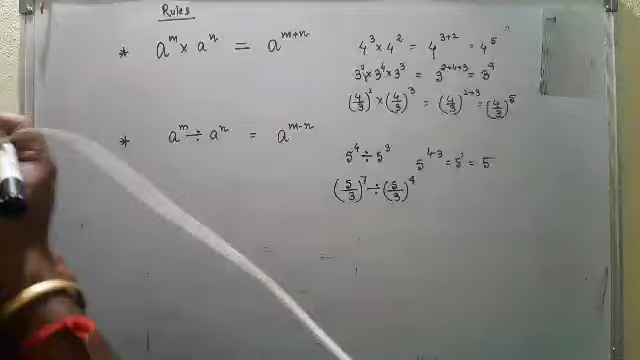 Rules
* a^m × a^n = a^{m+n}
4^3 × 4^2 = 4^{3+2} = 4^5
3^2 × 3^4 × 3^3 = 3^{2+4+3} = 3^9
(4/3)^2 × (4/3)^3 = (4/3)^{2+3} = (4/3)^5
* a^m ÷ a^n = a^{m-n}
5^4 ÷ 5^3 5^{4-3} = 5^1 = 5
(5/3)^7 ÷ (5/3)^4